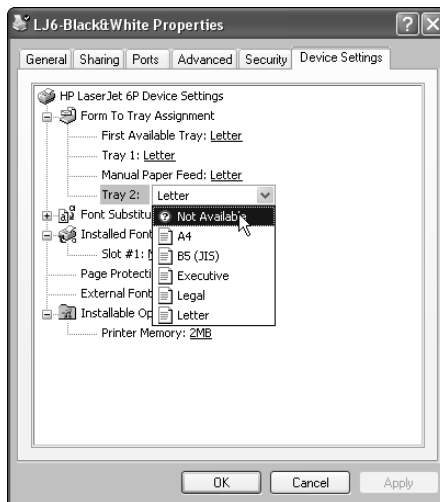 LJ6-Black&White Properties
General Sharing Ports Advanced Security Device Settings
HP LaserJet 6P Device Settings
Form To Tray Assignment
First Available Tray: Letter
Tray 1: Letter
Manual Paper Feed: Letter
Tray 2: Letter
Font Substitu
Not Available
Installed Font
A4
Slot #1:
B5 (JIS)
Page Protecti
Executive
External Font
Legal
Installable Op
Letter
Printer Memory: 2MB
OK Cancel Apply